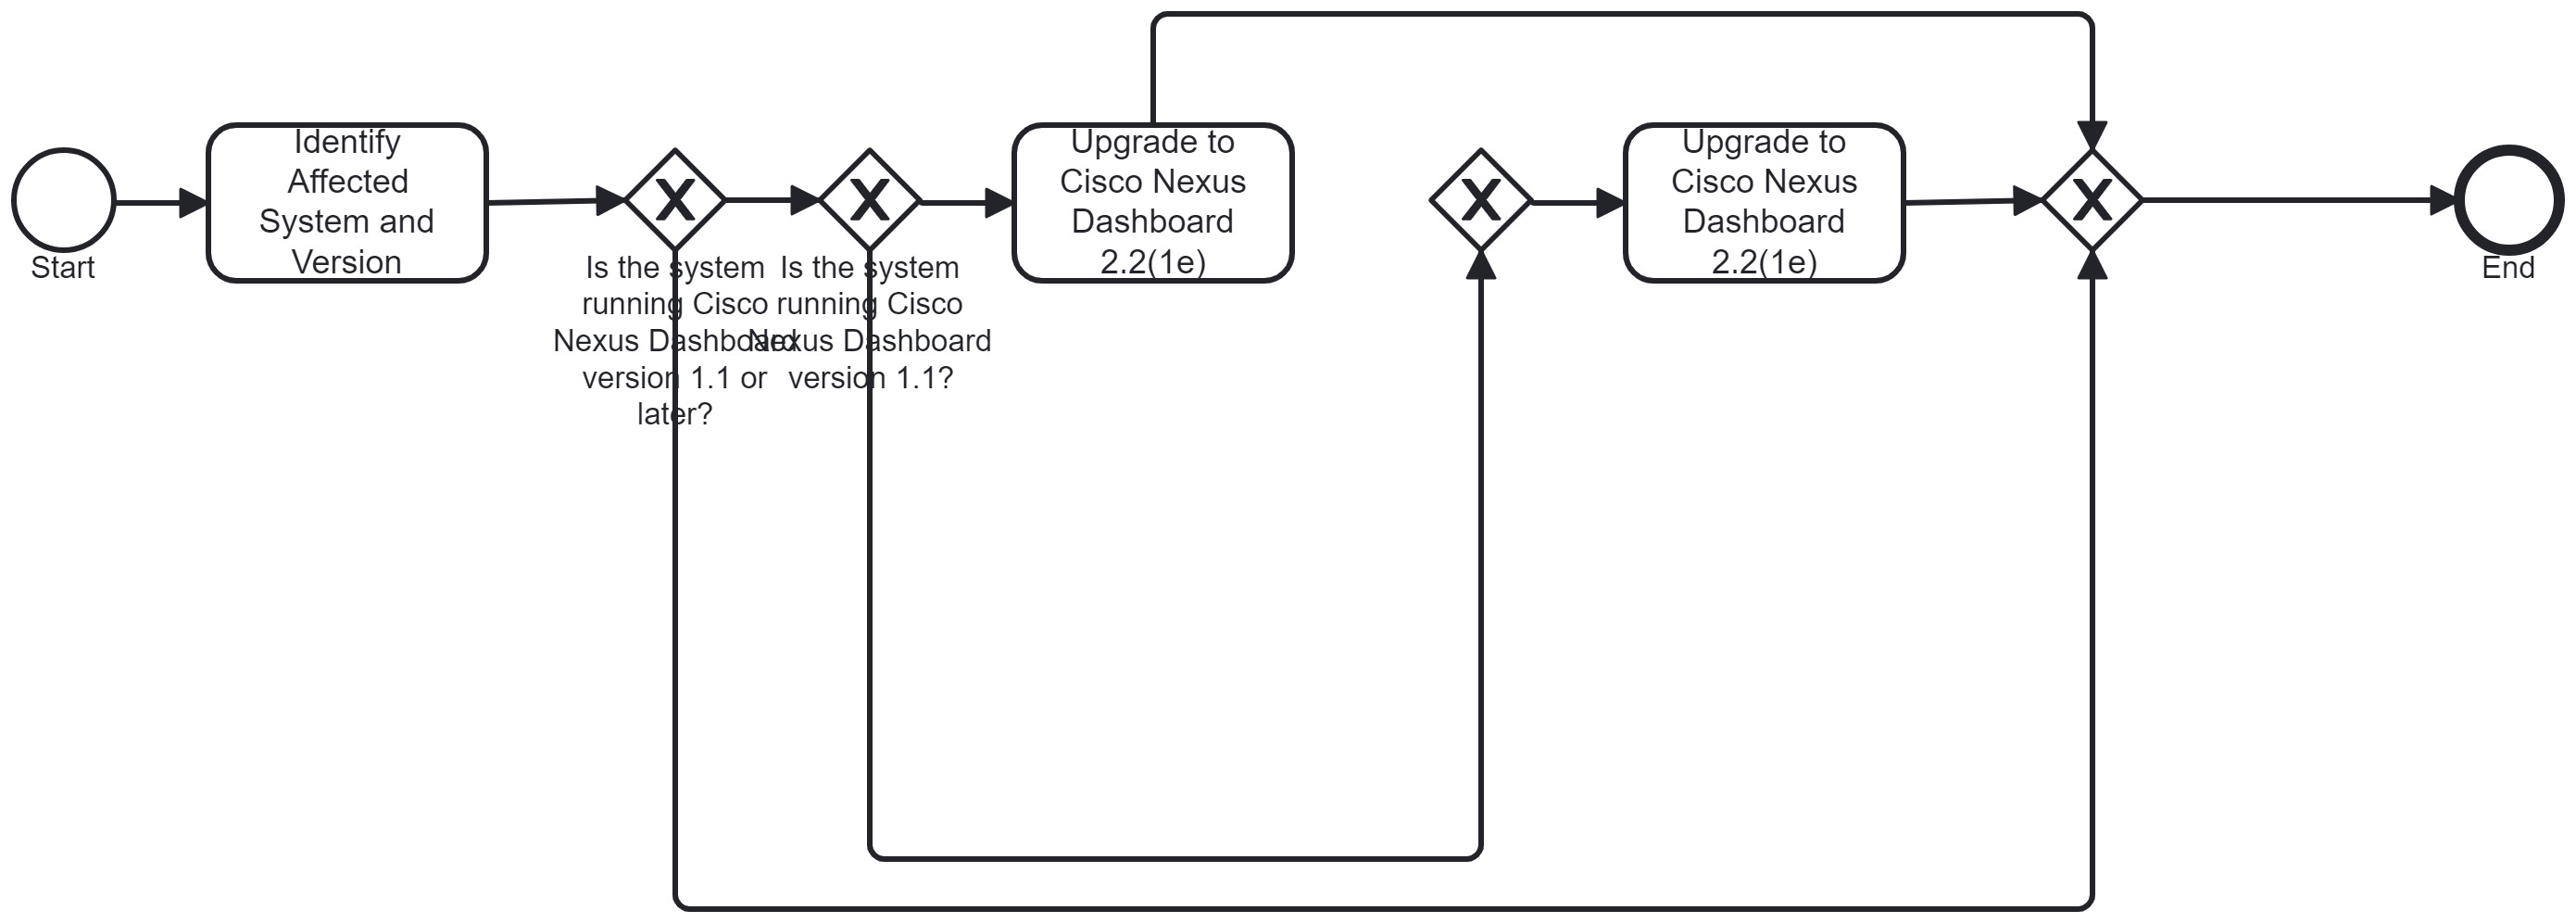 Start
Identify
Affected
System and
Version
X
Is the system
running Cisco
Nexus Dashboard
version 1.1 or
later?
X
Is the system
running Cisco
Nexus Dashboard
version 1.1?
Upgrade to
Cisco Nexus
Dashboard
2.2(1e)
X
Upgrade to
Cisco Nexus
Dashboard
2.2(1e)
X
End